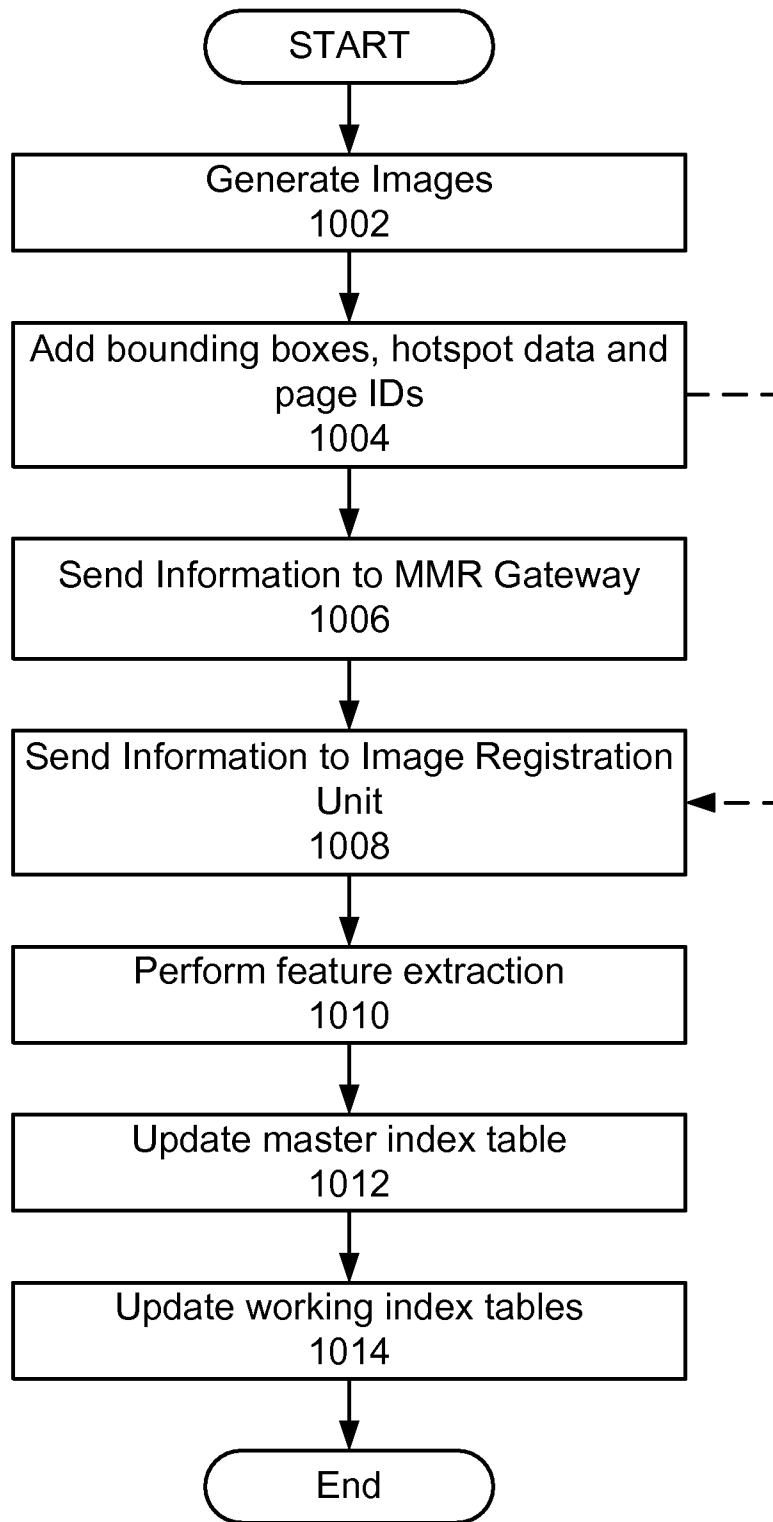 START
Generate Images
1002
Add bounding boxes, hotspot data and
page IDs
1004
Send Information to MMR Gateway
1006
Send Information to Image Registration
Unit
1008
Perform feature extraction
1010
Update master index table
1012
Update working index tables
1014
End